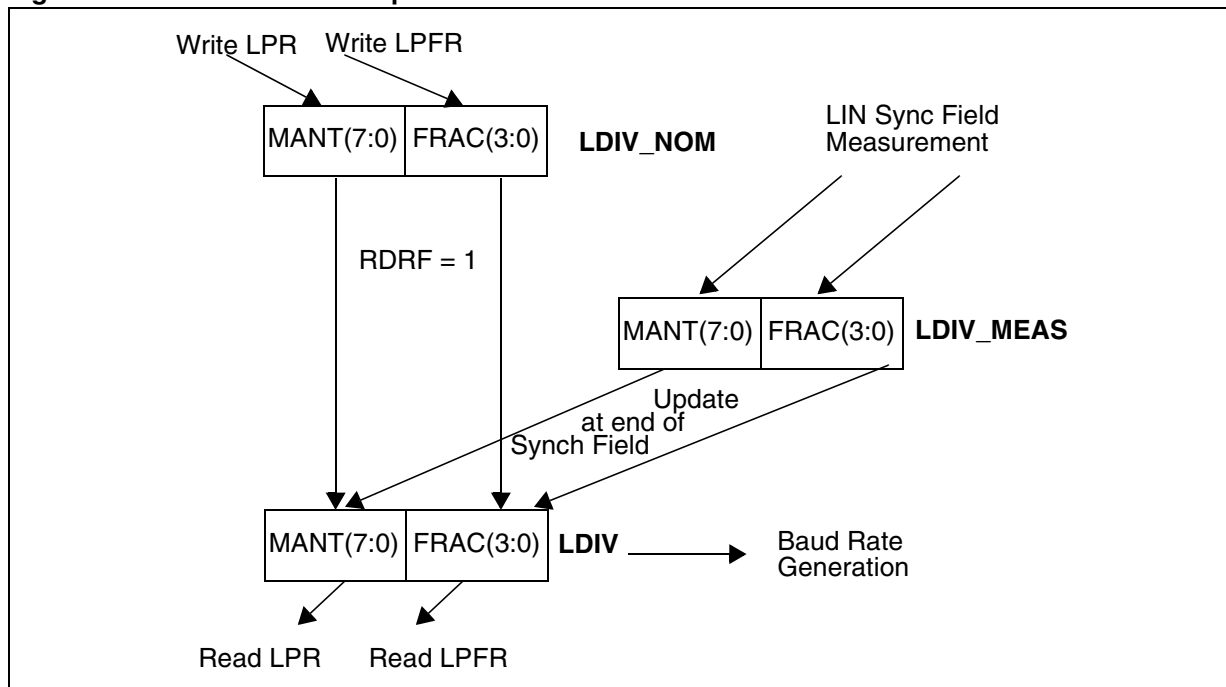 Write LPR
Write LPFR
MANT(7:0)
FRAC(3:0)
LDIV_NOM
LIN Sync Field
Measurement
RDRF = 1
MANT(7:0)
FRAC(3:0)
LDIV_MEAS
Update
at end of
Synch Field
MANT(7:0)
FRAC(3:0)
LDIV
Baud Rate
Generation
Read LPR
Read LPFR